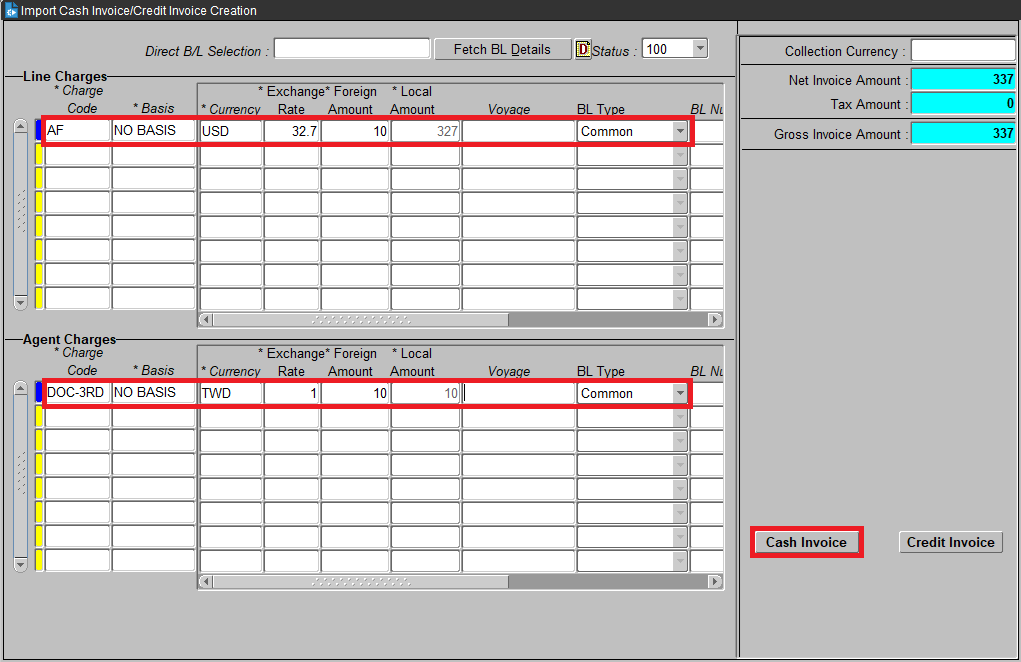 Import Cash Invoice/Credit Invoice Creation
Direct B/L Selection : Fetch BL Details D Status : 100
Collection Currency :
Net Invoice Amount : 337
Tax Amount : 0
Gross Invoice Amount : 337
Line Charges
* Charge * Exchange * Foreign * Local
Code * Basis * Currency Rate Amount Amount Voyage BL Type BL Nu
AF NO BASIS USD 32.7 10 327 Common
Agent Charges
* Charge * Exchange * Foreign * Local
Code * Basis * Currency Rate Amount Amount Voyage BL Type BL Nu
DOC-3RD NO BASIS TWD 1 10 10 Common
Cash Invoice Credit Invoice